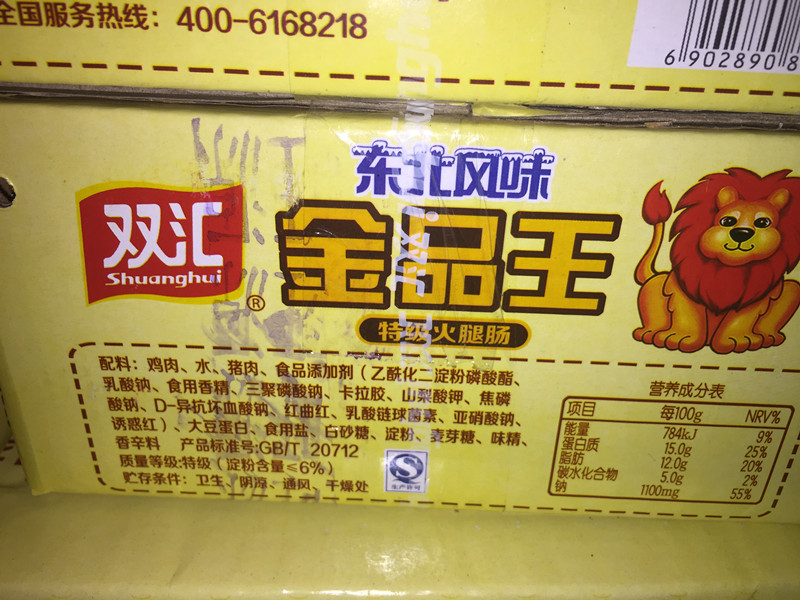 全国服务热线：400-6168218
6 902890 8
东北风味
双汇
Shuanghui
®
金品王
特级火腿肠
配料：鸡肉、水、猪肉、食品添加剂（乙酰化二淀粉磷酸酯、
乳酸钠、食用香精、三聚磷酸钠、卡拉胶、山梨酸钾、焦磷
酸钠、D-异抗坏血酸钠、红曲红、乳酸链球菌素、亚硝酸钠、
诱惑红）、大豆蛋白、食用盐、白砂糖、淀粉、麦芽糖、味精、
香辛料 产品标准号:GB/T 20712
质量等级:特级（淀粉含量≤6%）
贮存条件：卫生、阴凉、通风、干燥处
生产许可
营养成分表
项目 每100g NRV%
能量 784kJ 9%
蛋白质 15.0g 25%
脂肪 12.0g 20%
碳水化合物 5.0g 2%
钠 1100mg 55%